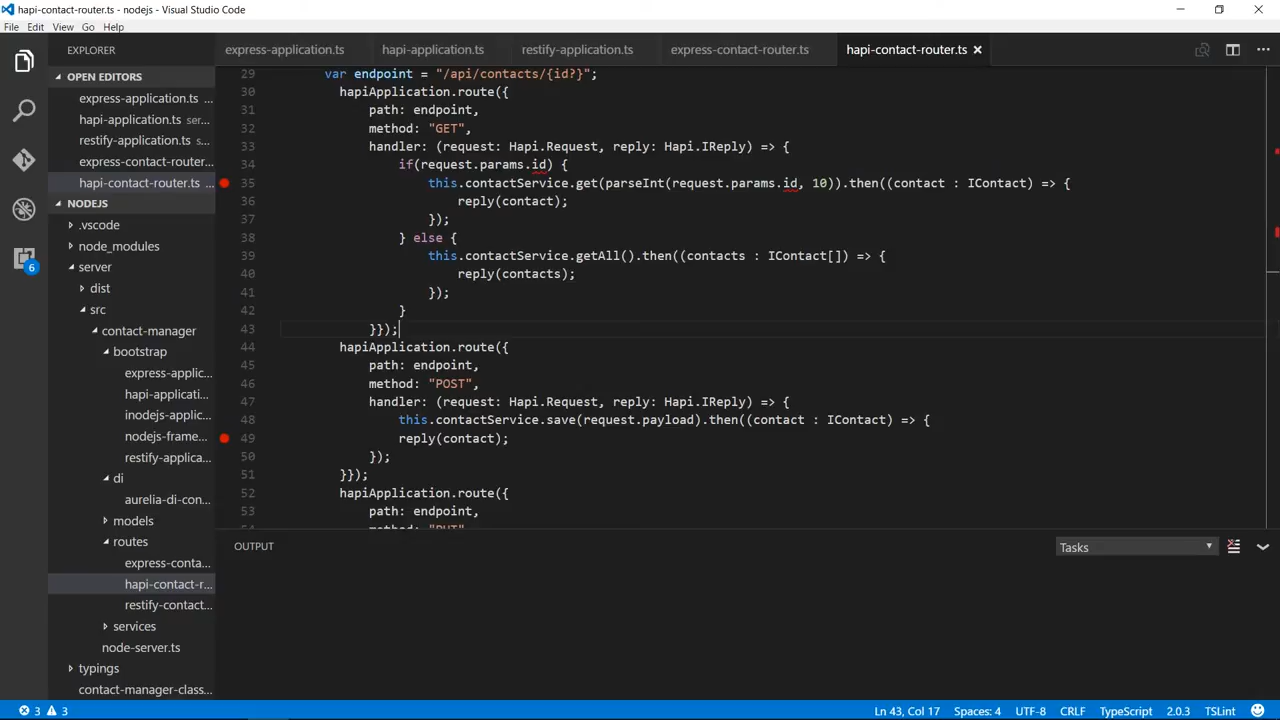 hapi-contact-router.ts - nodejs - Visual Studio Code
File Edit View Go Help
EXPLORER
OPEN EDITORS
express-application.ts ...
hapi-application.ts ser...
restify-application.ts s...
express-contact-router...
hapi-contact-router.ts ...
NODEJS
.vscode
node_modules
server
dist
src
contact-manager
bootstrap
express-applic...
hapi-applicati...
inodejs-applic...
nodejs-frame...
restify-applica...
di
aurelia-di-con...
models
routes
express-conta...
hapi-contact-r...
restify-contact...
services
node-server.ts
typings
contact-manager-class...
6
express-application.ts hapi-application.ts restify-application.ts express-contact-router.ts hapi-contact-router.ts
29 var endpoint = "/api/contacts/{id?}";
30 hapiApplication.route({
31 path: endpoint,
32 method: "GET",
33 handler: (request: Hapi.Request, reply: Hapi.IReply) => {
34 if(request.params.id) {
35 this.contactService.get(parseInt(request.params.id, 10)).then((contact : IContact) => {
36 reply(contact);
37 });
38 } else {
39 this.contactService.getAll().then((contacts : IContact[]) => {
40 reply(contacts);
41 });
42 }
43 }});
44 hapiApplication.route({
45 path: endpoint,
46 method: "POST",
47 handler: (request: Hapi.Request, reply: Hapi.IReply) => {
48 this.contactService.save(request.payload).then((contact : IContact) => {
49 reply(contact);
50 });
51 }});
52 hapiApplication.route({
53 path: endpoint,
54 method: "PUT"
OUTPUT
Tasks
3 3
Ln 43, Col 17 Spaces: 4 UTF-8 CRLF TypeScript 2.0.3 TSLint